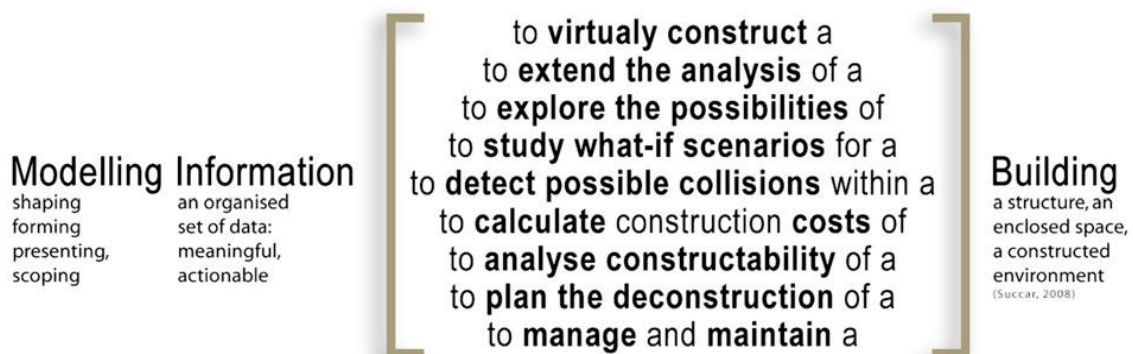 Modelling
shaping
forming
presenting,
scoping
Information
an organised
set of data:
meaningful,
actionable
to virtualy construct a
to extend the analysis of a
to explore the possibilities of
to study what-if scenarios for a
to detect possible collisions within a
to calculate construction costs of
to analyse constructability of a
to plan the deconstruction of a
to manage and maintain a
Building
a structure, an
enclosed space,
a constructed
environment
(Succar, 2008)